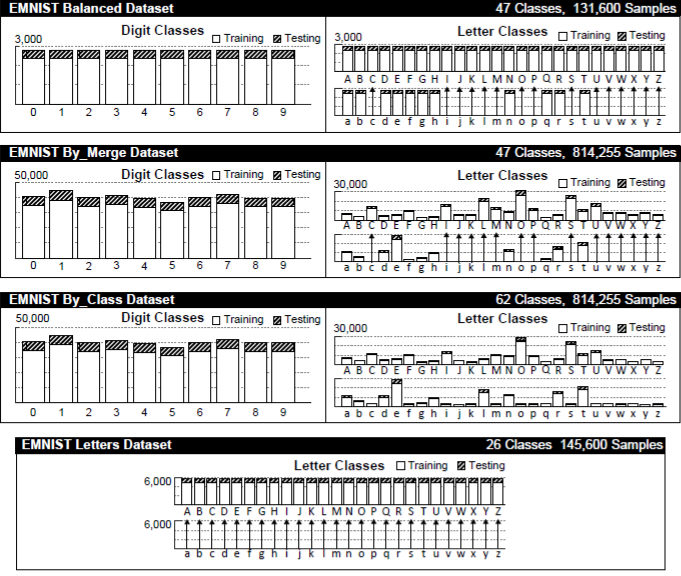 EMNIST Balanced Dataset 47 Classes, 131,600 Samples
Digit Classes Training Testing
3,000
0 1 2 3 4 5 6 7 8 9
Letter Classes Training Testing
3,000
A B C D E F G H I J K L M N O P Q R S T U V W X Y Z
a b c d e f g h i j k l m n o p q r s t u v w x y z
EMNIST By_Merge Dataset 47 Classes, 814,255 Samples
Digit Classes Training Testing
50,000
0 1 2 3 4 5 6 7 8 9
Letter Classes Training Testing
30,000
A B C D E F G H I J K L M N O P Q R S T U V W X Y Z
a b c d e f g h i j k l m n o p q r s t u v w x y z
EMNIST By_Class Dataset 62 Classes, 814,255 Samples
Digit Classes Training Testing
50,000
0 1 2 3 4 5 6 7 8 9
Letter Classes Training Testing
30,000
A B C D E F G H I J K L M N O P Q R S T U V W X Y Z
a b c d e f g h i j k l m n o p q r s t u v w x y z
EMNIST Letters Dataset 26 Classes 145,600 Samples
Letter Classes Training Testing
6,000
A B C D E F G H I J K L M N O P Q R S T U V W X Y Z
6,000
a b c d e f g h i j k l m n o p q r s t u v w x y z